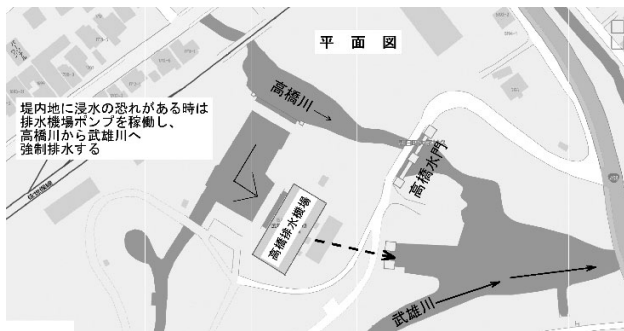 平面図
堤内地に浸水の恐れがある時は
排水機場ポンプを稼働し、
高橋川から武雄川へ
強制排水する
高橋川
高橋水門
高橋排水機場
武雄川